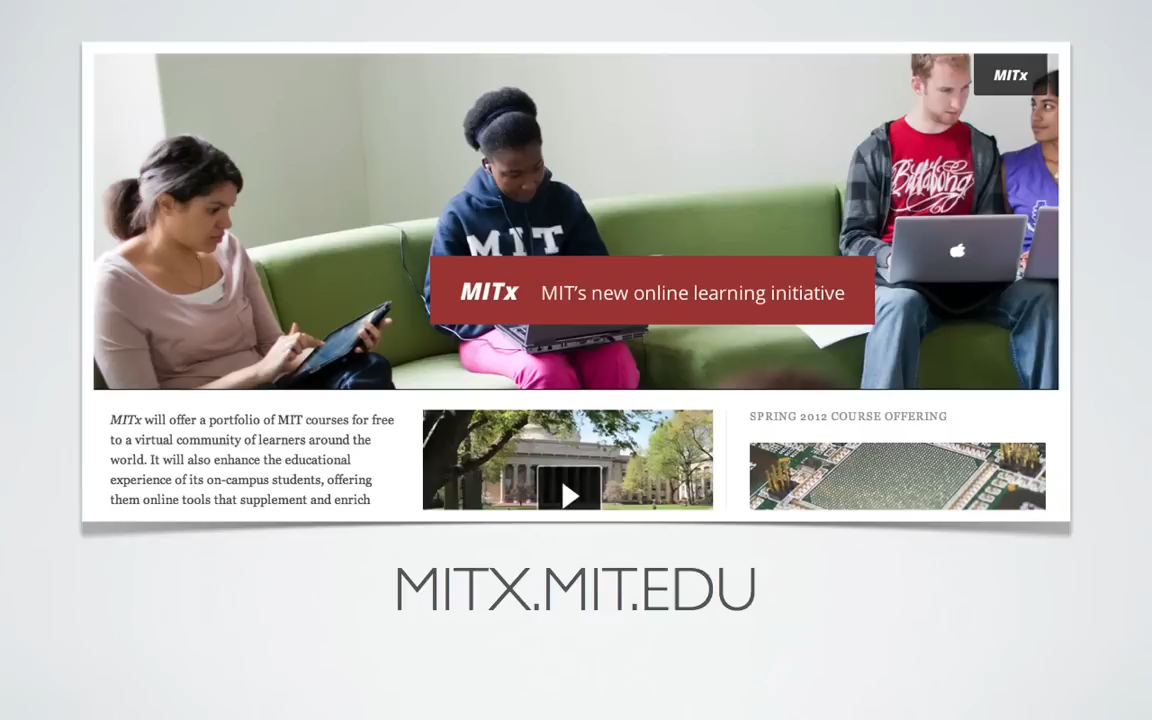 MITx
Billabong
MIT
MITx MIT's new online learning initiative
MITx will offer a portfolio of MIT courses for free
to a virtual community of learners around the
world. It will also enhance the educational
experience of its on-campus students, offering
them online tools that supplement and enrich
SPRING 2012 COURSE OFFERING
MITX.MIT.EDU